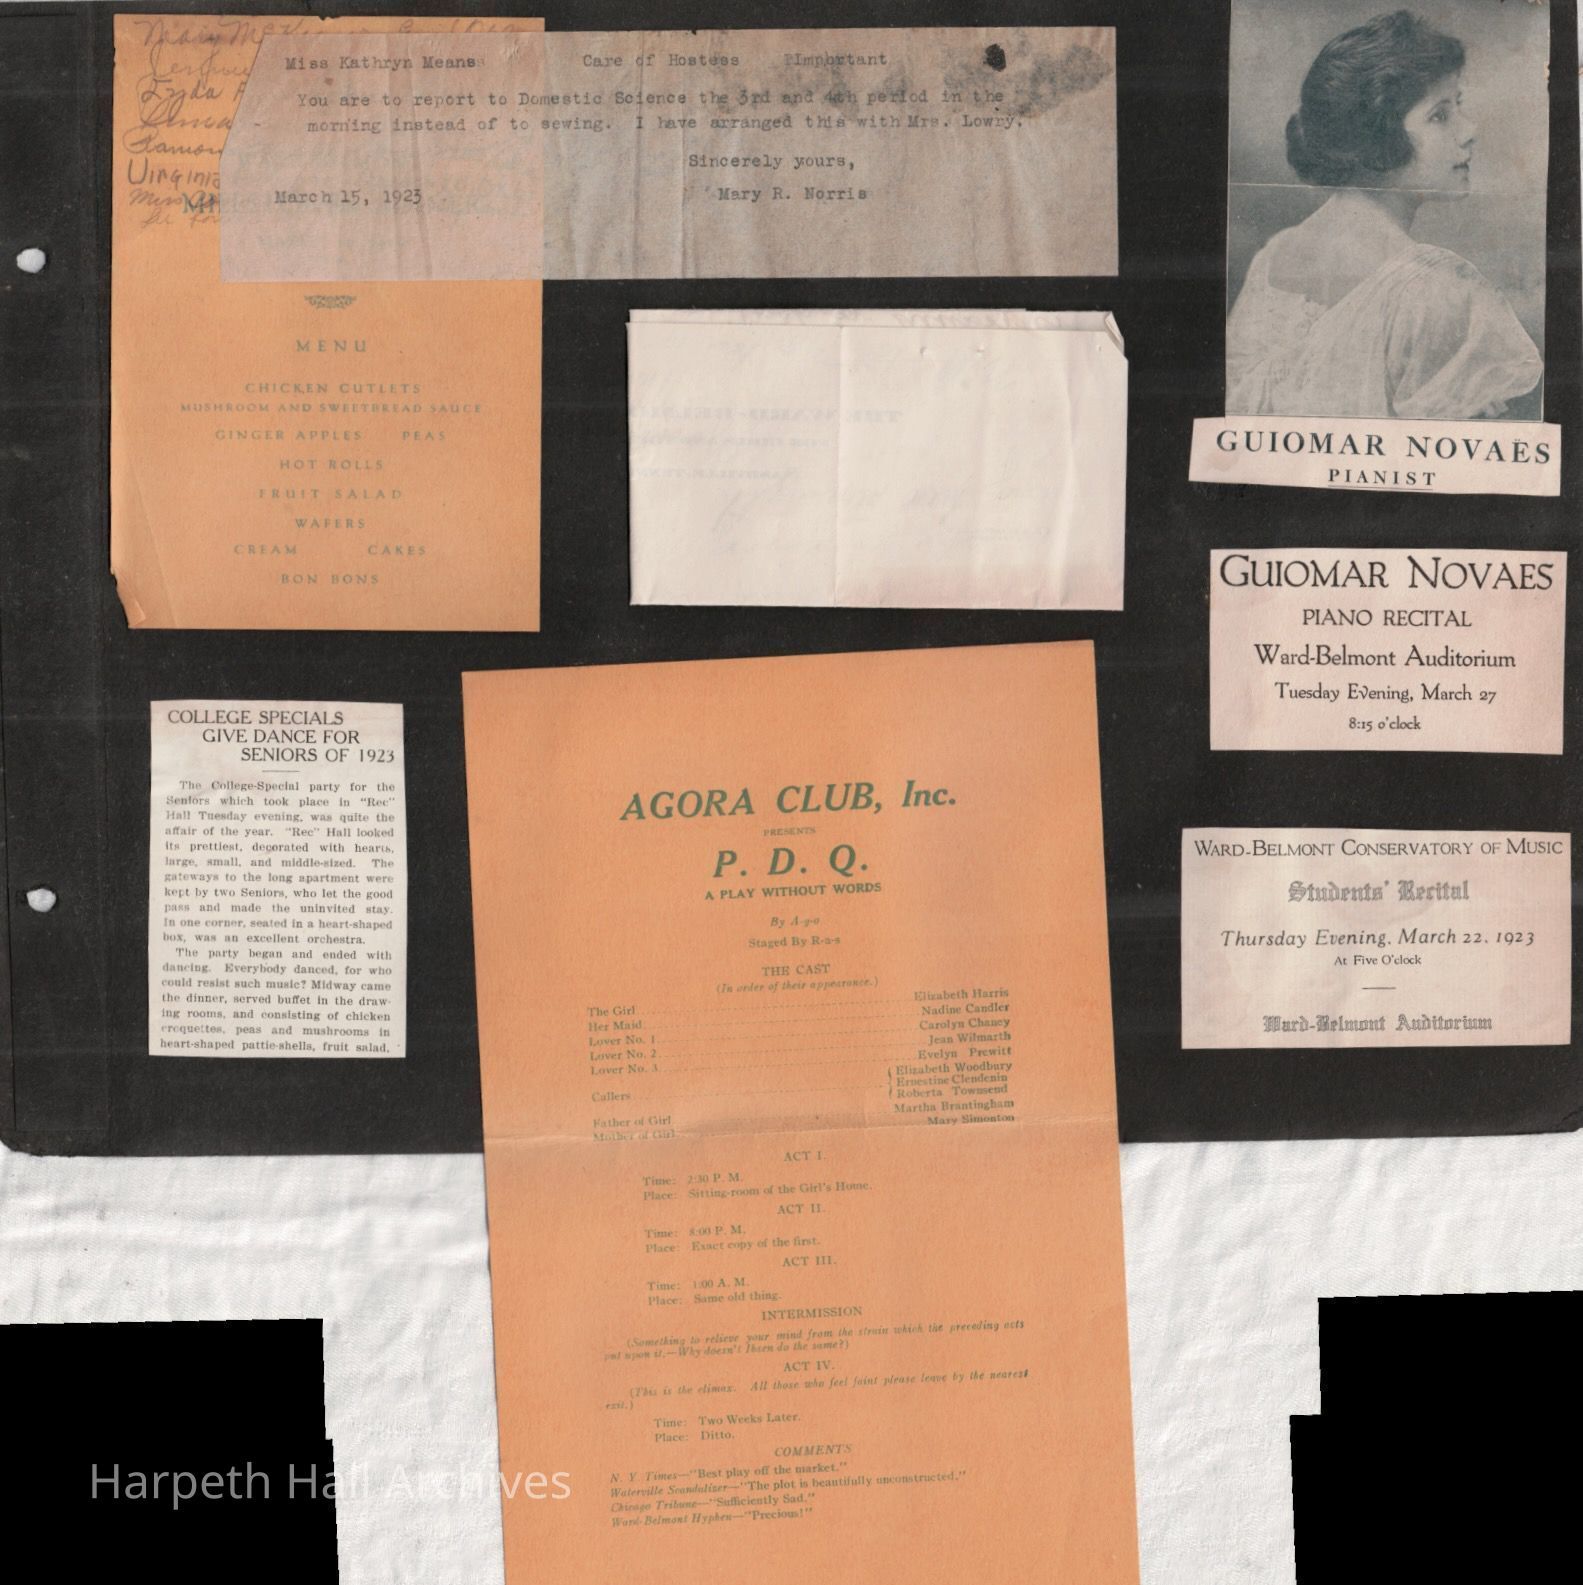 Mary
Virginia
Miss Kathryn Means Care of Hostess Important
You are to report to Domestic Science the 3rd and 4th period in the
morning instead of to sewing. I have arranged this with Mrs. Lowry.
Sincerely yours,
March 15, 1923 Mary R. Norris
MENU
CHICKEN CUTLETS
MUSHROOM AND SWEETBREAD SAUCE
GINGER APPLES PEAS
HOT ROLLS
FRUIT SALAD
WAFERS
CREAM CAKES
BON BONS
GUIOMAR NOVAËS
PIANIST
GUIOMAR NOVAES
PIANO RECITAL
Ward-Belmont Auditorium
Tuesday Evening, March 27
8:15 o'clock
WARD-BELMONT CONSERVATORY OF MUSIC
Students' Recital
Thursday Evening, March 22, 1923
At Five O'clock
Ward-Belmont Auditorium
COLLEGE SPECIALS
GIVE DANCE FOR
SENIORS OF 1923
The College-Special party for the
Seniors which took place in "Rec"
Hall Tuesday evening, was quite the
affair of the year. "Rec" Hall looked
its prettiest, decorated with hearts,
large, small, and middle-sized. The
gateways to the long apartment were
kept by two Seniors, who let the good
pass and made the uninvited stay.
In one corner, seated in a heart-shaped
box, was an excellent orchestra.
The party began and ended with
dancing. Everybody danced, for who
could resist such music? Midway came
the dinner, served buffet in the draw-
ing rooms, and consisting of chicken
croquettes, peas and mushrooms in
heart-shaped pattie-shells, fruit salad,
AGORA CLUB, Inc.
PRESENTS
P. D. Q.
A PLAY WITHOUT WORDS
By A-g-o
Staged By R-a-s
THE CAST
(In order of their appearance.)
The Girl Elizabeth Harris
Her Maid Nadine Candler
Lover No. 1 Carolyn Chaney
Lover No. 2 Jean Wilmarth
Lover No. 3 Evelyn Prewitt
Elizabeth Woodbury
Callers Ernestine Clendenin
Roberta Townsend
Father of Girl Martha Brantingham
Mother of Girl Mary Simonton
ACT I.
Time: 2:30 P. M.
Place: Sitting-room of the Girl's Home.
ACT II.
Time: 8:00 P. M.
Place: Exact copy of the first.
ACT III.
Time: 1:00 A. M.
Place: Same old thing.
INTERMISSION
(Something to relieve your mind from the strain which the preceding acts
put upon it.—Why doesn't Ibsen do the same?)
ACT IV.
(This is the climax. All those who feel faint please leave by the nearest
exit.)
Time: Two Weeks Later.
Place: Ditto.
COMMENTS
N. Y Times—"Best play off the market."
Waterville Scandalizer—"The plot is beautifully unconstructed."
Chicago Tribune—"Sufficiently Sad."
Ward-Belmont Hyphen—"Precious!"
Harpeth Hall Archives